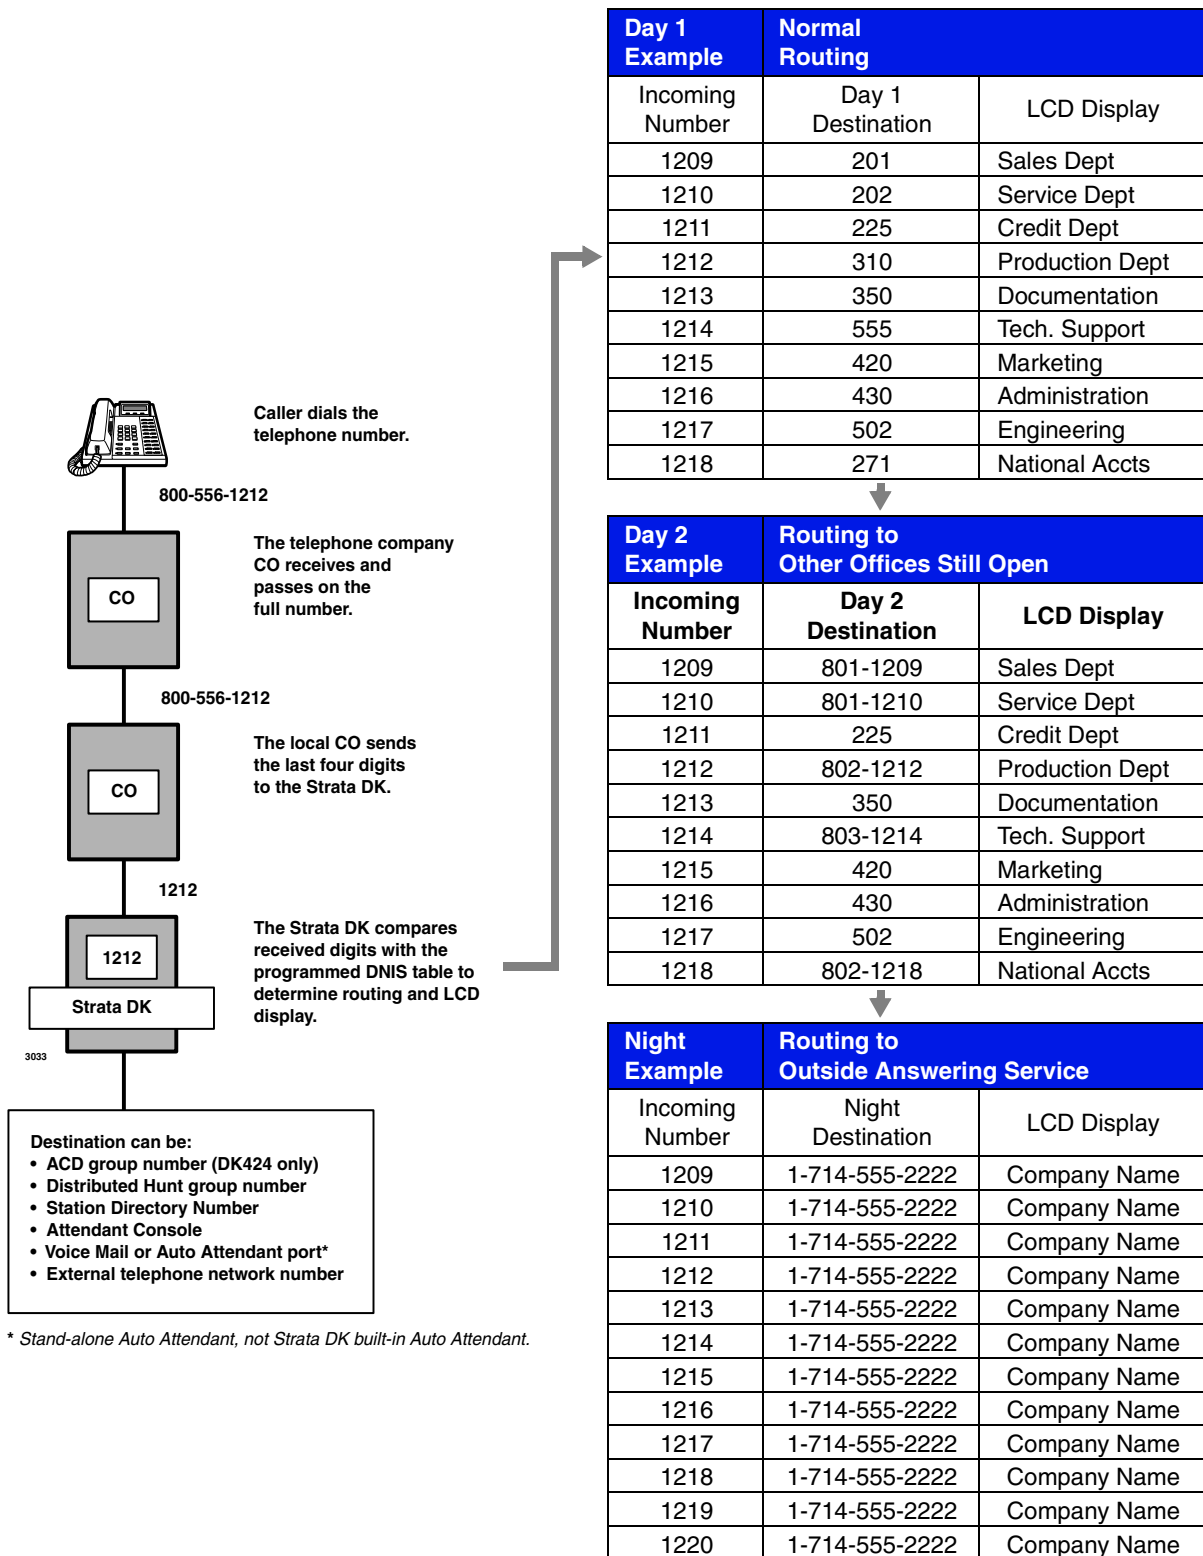 Caller dials the
telephone number.
800-556-1212
CO
The telephone company
CO receives and
passes on the
full number.
800-556-1212
CO
The local CO sends
the last four digits
to the Strata DK.
1212
1212
Strata DK
The Strata DK compares
received digits with the
programmed DNIS table to
determine routing and LCD
display.
3033
Destination can be:
• ACD group number (DK424 only)
• Distributed Hunt group number
• Station Directory Number
• Attendant Console
• Voice Mail or Auto Attendant port*
• External telephone network number
* Stand-alone Auto Attendant, not Strata DK built-in Auto Attendant.
Day 1 Example Normal Routing
Incoming Number Day 1 Destination LCD Display
1209 201 Sales Dept
1210 202 Service Dept
1211 225 Credit Dept
1212 310 Production Dept
1213 350 Documentation
1214 555 Tech. Support
1215 420 Marketing
1216 430 Administration
1217 502 Engineering
1218 271 National Accts
Day 2 Example Routing to Other Offices Still Open
Incoming Number Day 2 Destination LCD Display
1209 801-1209 Sales Dept
1210 801-1210 Service Dept
1211 225 Credit Dept
1212 802-1212 Production Dept
1213 350 Documentation
1214 803-1214 Tech. Support
1215 420 Marketing
1216 430 Administration
1217 502 Engineering
1218 802-1218 National Accts
Night Example Routing to Outside Answering Service
Incoming Number Night Destination LCD Display
1209 1-714-555-2222 Company Name
1210 1-714-555-2222 Company Name
1211 1-714-555-2222 Company Name
1212 1-714-555-2222 Company Name
1213 1-714-555-2222 Company Name
1214 1-714-555-2222 Company Name
1215 1-714-555-2222 Company Name
1216 1-714-555-2222 Company Name
1217 1-714-555-2222 Company Name
1218 1-714-555-2222 Company Name
1219 1-714-555-2222 Company Name
1220 1-714-555-2222 Company Name